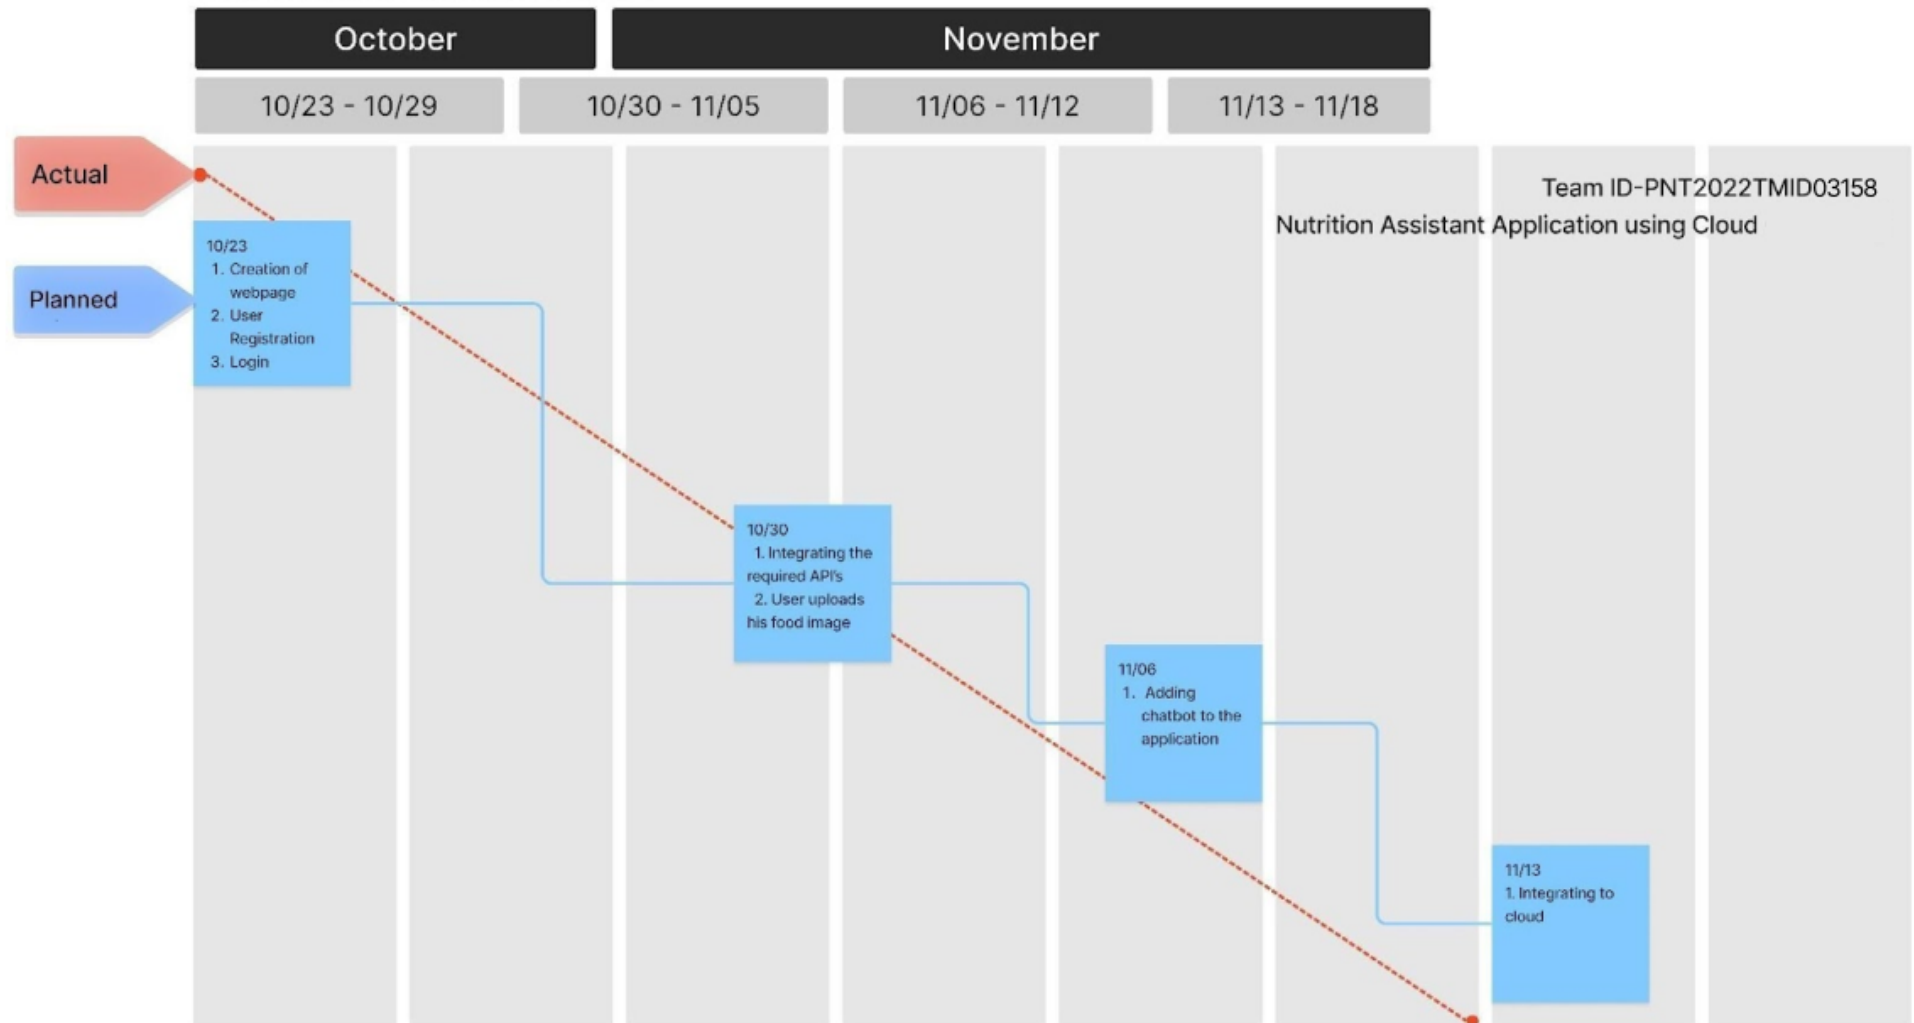 October
November
10/23 - 10/29
10/30 - 11/05
11/06 - 11/12
11/13 - 11/18
Actual
Team ID-PNT2022TMID03158
Nutrition Assistant Application using Cloud
Planned
10/23
1. Creation of
webpage
2. User
Registration
3. Login
10/30
1. Integrating the
required API's
2. User uploads
his food image
11/06
1. Adding
chatbot to the
application
11/13
1. Integrating to
cloud